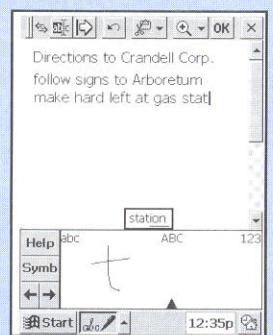 OK
Directions to Crandell Corp.
follow signs to Arboretum
make hard left at gas stat
station
Help abc ABC 123
Symb
t
Start abc 12:35p